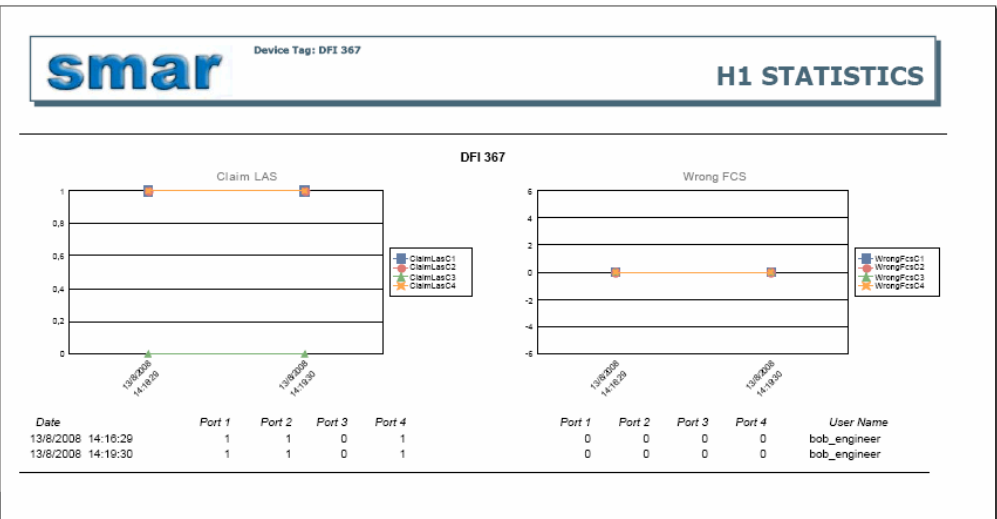 smar
Device Tag: DFI 367
H1 STATISTICS
DFI 367
Claim LAS
1
0,8
0,6
0,4
0,2
0
13/8/2008
14:16:29
13/8/2008
14:19:30
ClaimLasC1
ClaimLasC2
ClaimLasC3
ClaimLasC4
Wrong FCS
6
4
2
0
-2
-4
-6
13/8/2008
14:16:29
13/8/2008
14:19:30
WrongFcsC1
WrongFcsC2
WrongFcsC3
WrongFcsC4
Date Port 1 Port 2 Port 3 Port 4 Port 1 Port 2 Port 3 Port 4 User Name
13/8/2008 14:16:29 1 1 0 1 0 0 0 0 bob_engineer
13/8/2008 14:19:30 1 1 0 1 0 0 0 0 bob_engineer